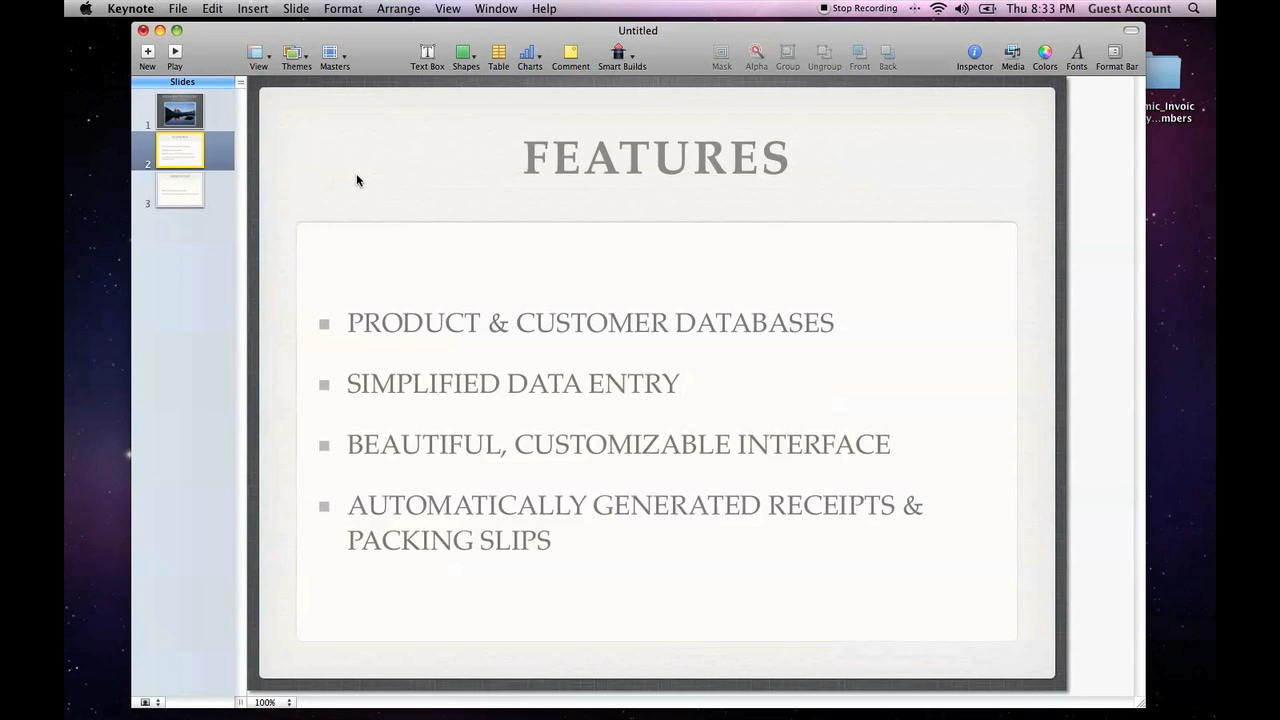 Keynote File Edit Insert Slide Format Arrange View Window Help Stop Recording Thu 8:33 PM Guest Account
Untitled
New Play View Themes Masters Text Box Shapes Table Charts Comment Smart Builds Mask Alpha Group Ungroup Front Back Inspector Media Colors Fonts Format Bar
Slides
1
2
3
FEATURES
PRODUCT & CUSTOMER DATABASES
SIMPLIFIED DATA ENTRY
BEAUTIFUL, CUSTOMIZABLE INTERFACE
AUTOMATICALLY GENERATED RECEIPTS &
PACKING SLIPS
mic_Invoic
y...mbers
100%